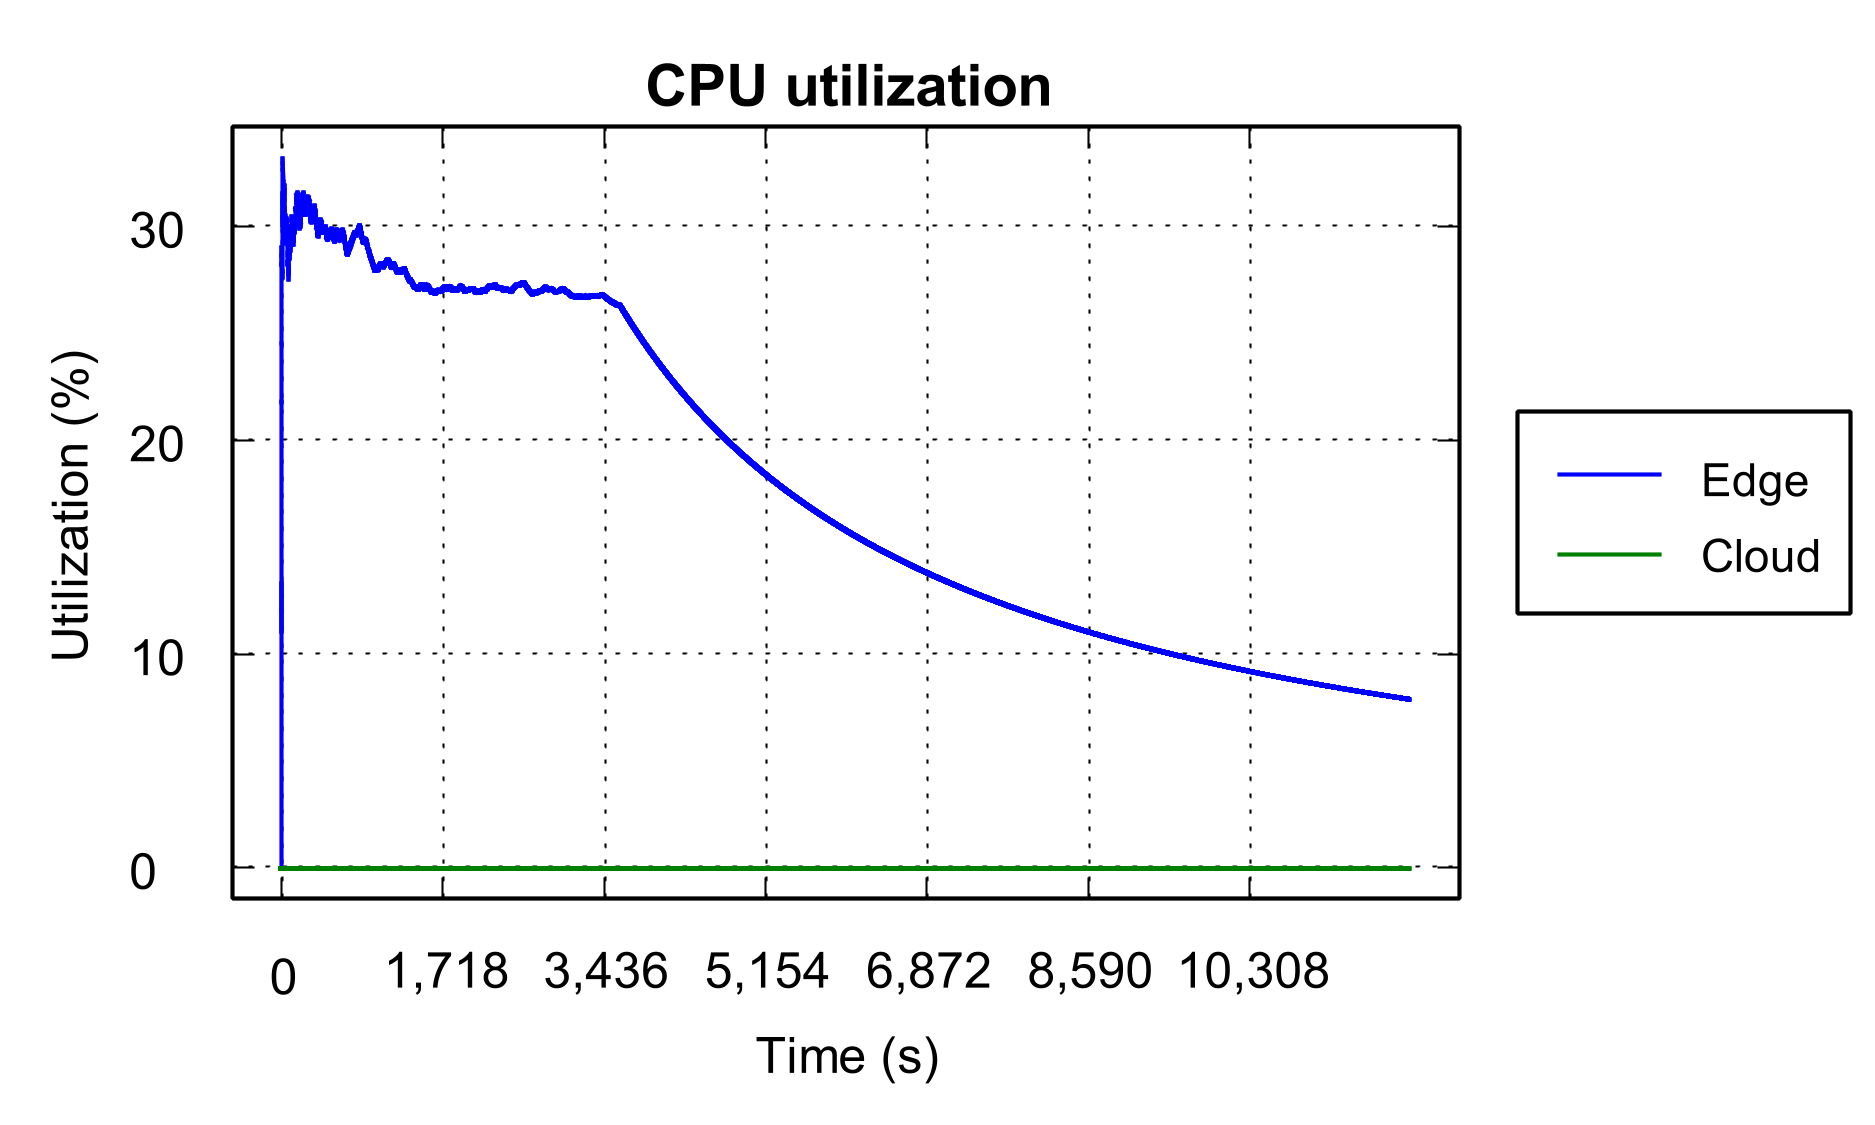 CPU utilization
30
20
10
0
Utilization (%)
0 1,718 3,436 5,154 6,872 8,590 10,308
Time (s)
Edge
Cloud